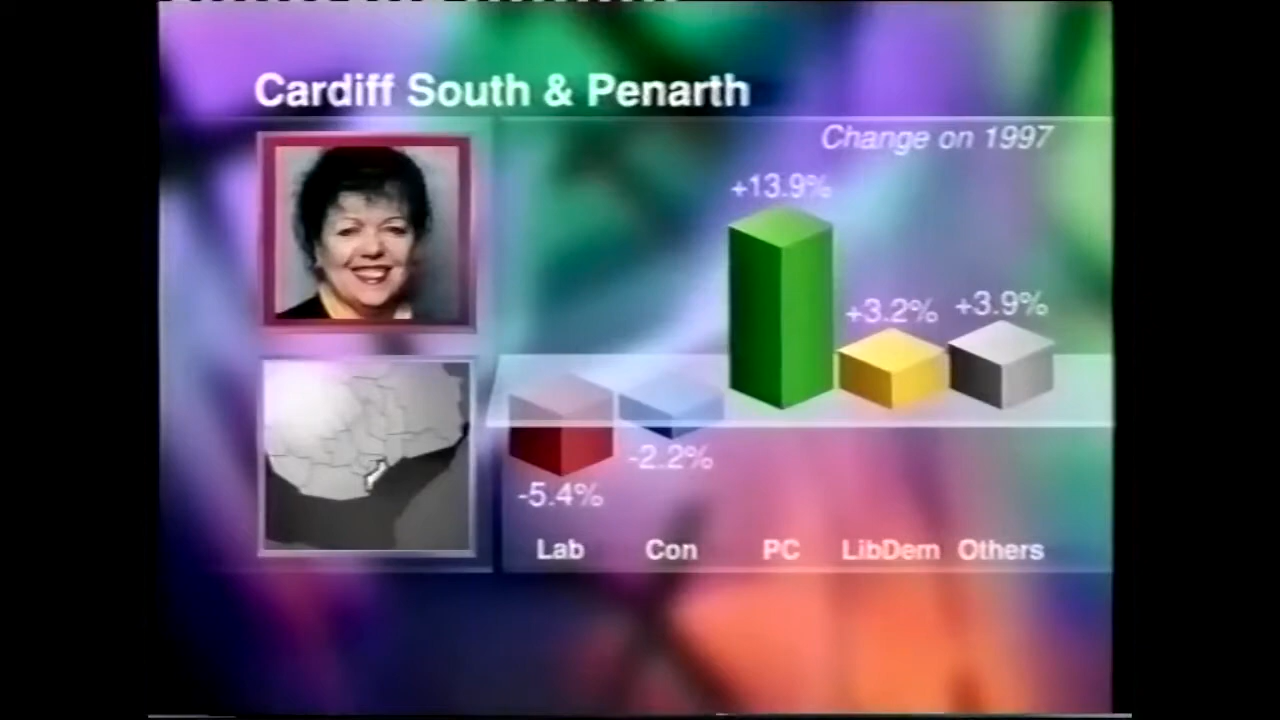 Cardiff South & Penarth
Change on 1997
+13.9%
+3.2% +3.9%
-2.2%
-5.4%
Lab Con PC LibDem Others